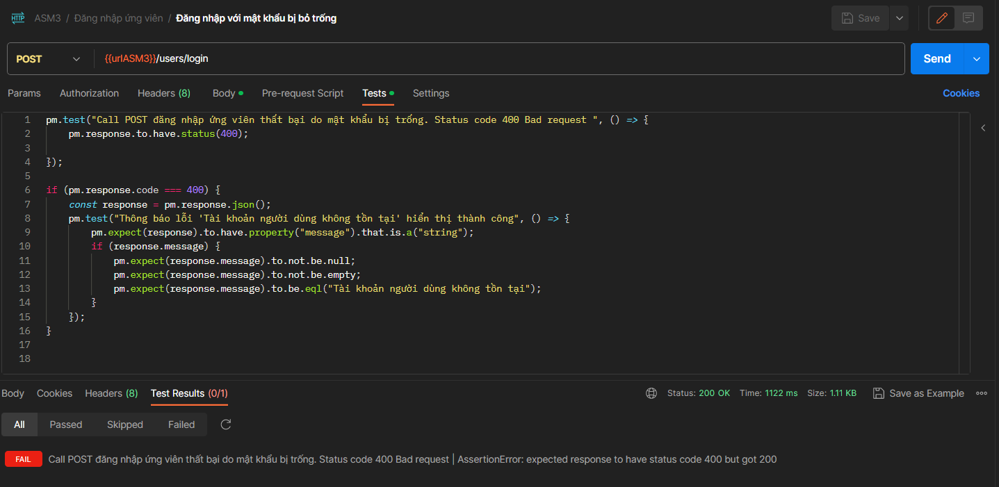 HTTP ASM3 / Đăng nhập ứng viên / Đăng nhập với mật khẩu bị bỏ trống Save
POST {{urlASM3}}/users/login Send
Params Authorization Headers (8) Body Pre-request Script Tests Settings Cookies
1 pm.test("Call POST đăng nhập ứng viên thất bại do mật khẩu bị trống. Status code 400 Bad request ", () => {
2 pm.response.to.have.status(400);
3
4 });
5
6 if (pm.response.code === 400) {
7 const response = pm.response.json();
8 pm.test("Thông báo lỗi 'Tài khoản người dùng không tồn tại' hiển thị thành công", () => {
9 pm.expect(response).to.have.property("message").that.is.a("string");
10 if (response.message) {
11 pm.expect(response.message).to.not.be.null;
12 pm.expect(response.message).to.not.be.empty;
13 pm.expect(response.message).to.be.eql("Tài khoản người dùng không tồn tại");
14 }
15 });
16 }
17
18
Body Cookies Headers (8) Test Results (0/1) Status: 200 OK Time: 1122 ms Size: 1.11 KB Save as Example
All Passed Skipped Failed
FAIL Call POST đăng nhập ứng viên thất bại do mật khẩu bị trống. Status code 400 Bad request | AssertionError: expected response to have status code 400 but got 200